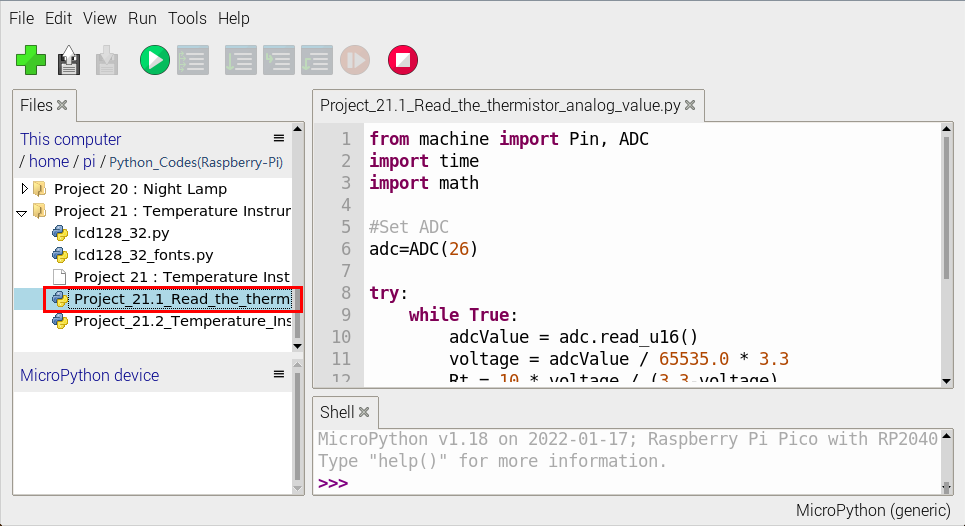 File Edit View Run Tools Help
Files
This computer
/ home / pi / Python_Codes(Raspberry-Pi)
Project 20 : Night Lamp
Project 21 : Temperature Instrur
lcd128_32.py
lcd128_32_fonts.py
Project 21 : Temperature Inst
Project_21.1_Read_the_therm
Project_21.2_Temperature_Ins
MicroPython device
Project_21.1_Read_the_thermistor_analog_value.py
1 from machine import Pin, ADC
2 import time
3 import math
4
5 #Set ADC
6 adc=ADC(26)
7
8 try:
9 while True:
10 adcValue = adc.read_u16()
11 voltage = adcValue / 65535.0 * 3.3
12 Rt = 10 * voltage / (3.3-voltage)
Shell
MicroPython v1.18 on 2022-01-17; Raspberry Pi Pico with RP2040
Type "help()" for more information.
>>>
MicroPython (generic)